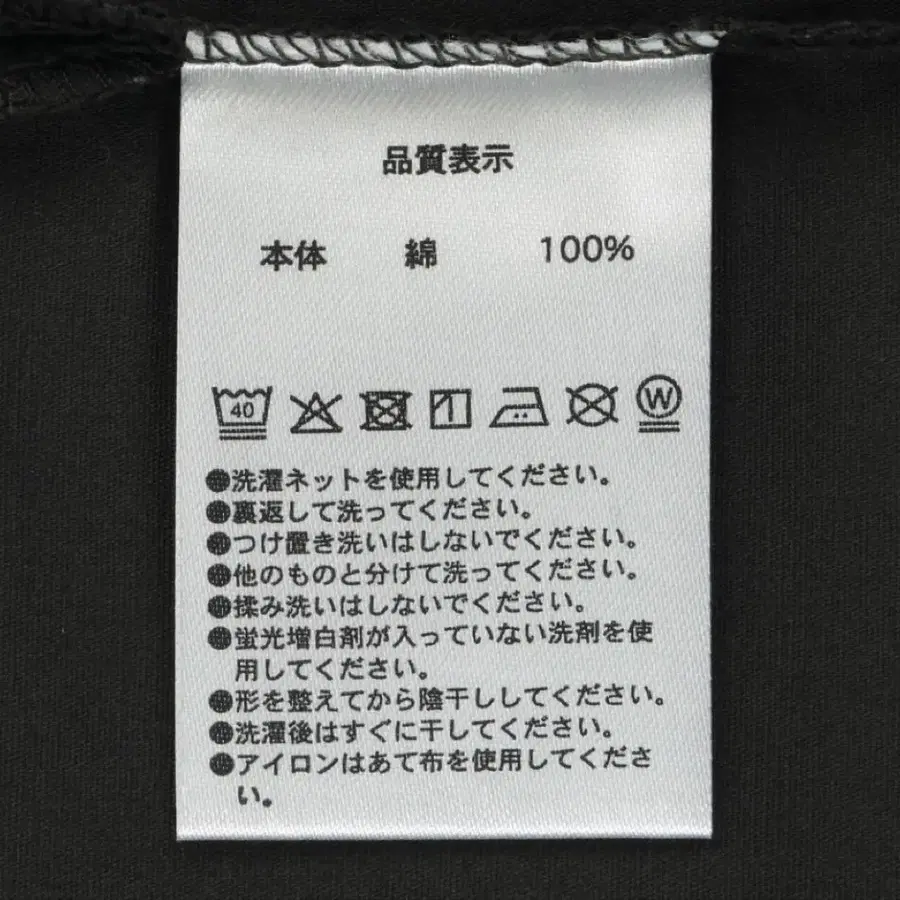 品質表示
本体 綿 100%
40 W
●洗濯ネットを使用してください。
●裏返して洗ってください。
●つけ置き洗いはしないでください。
●他のものと分けて洗ってください。
●揉み洗いはしないでください。
●蛍光増白剤が入っていない洗剤を使
用してください。
●形を整えてから陰干ししてください。
●洗濯後はすぐに干してください。
●アイロンはあて布を使用してくださ
い。